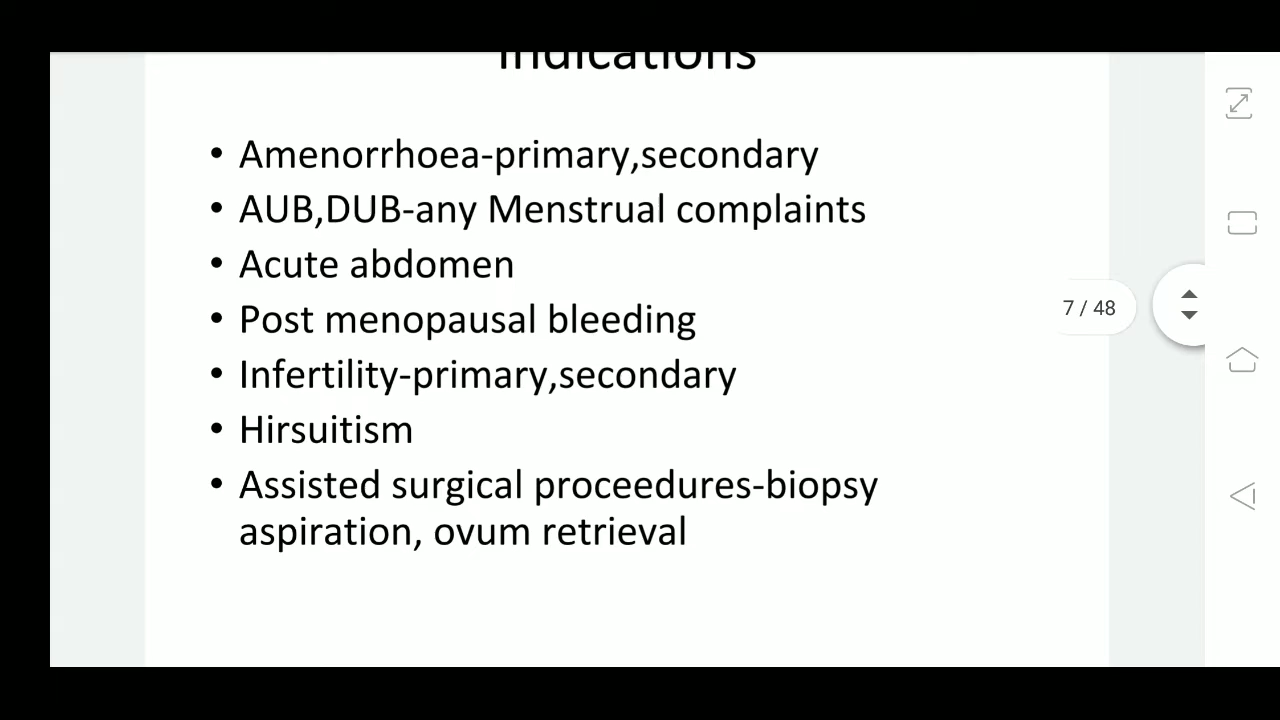 Indications
• Amenorrhoea-primary,secondary
• AUB,DUB-any Menstrual complaints
• Acute abdomen
• Post menopausal bleeding
• Infertility-primary,secondary
7 / 48
• Hirsuitism
• Assisted surgical proceedures-biopsy
aspiration, ovum retrieval